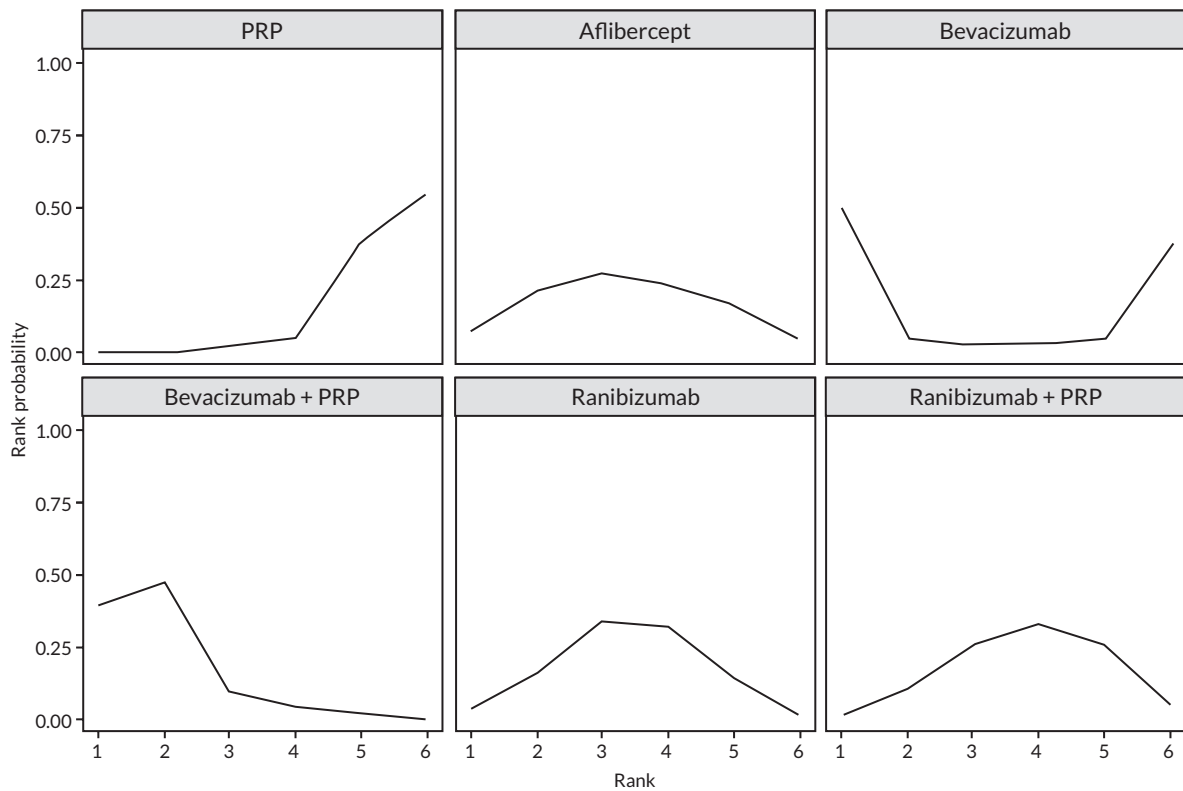 PRP
Aflibercept
Bevacizumab
1.00
0.75
0.50
0.25
0.00
Rank probability
Bevacizumab + PRP
Ranibizumab
Ranibizumab + PRP
1.00
0.75
0.50
0.25
0.00
1 2 3 4 5 6
1 2 3 4 5 6
1 2 3 4 5 6
Rank